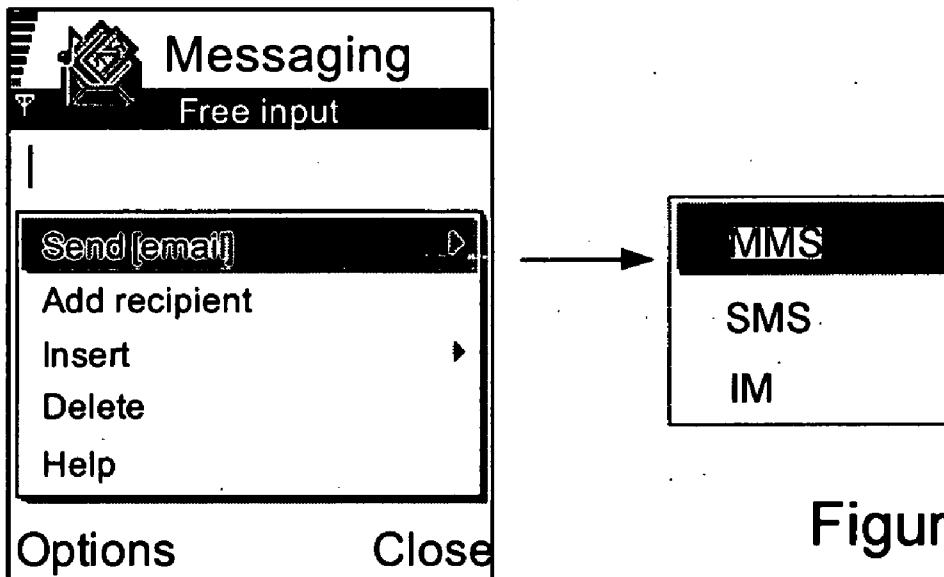 Messaging
Free input
Send [email]
Add recipient
Insert
Delete
Help
Options Close
MMS
SMS
IM
Figur